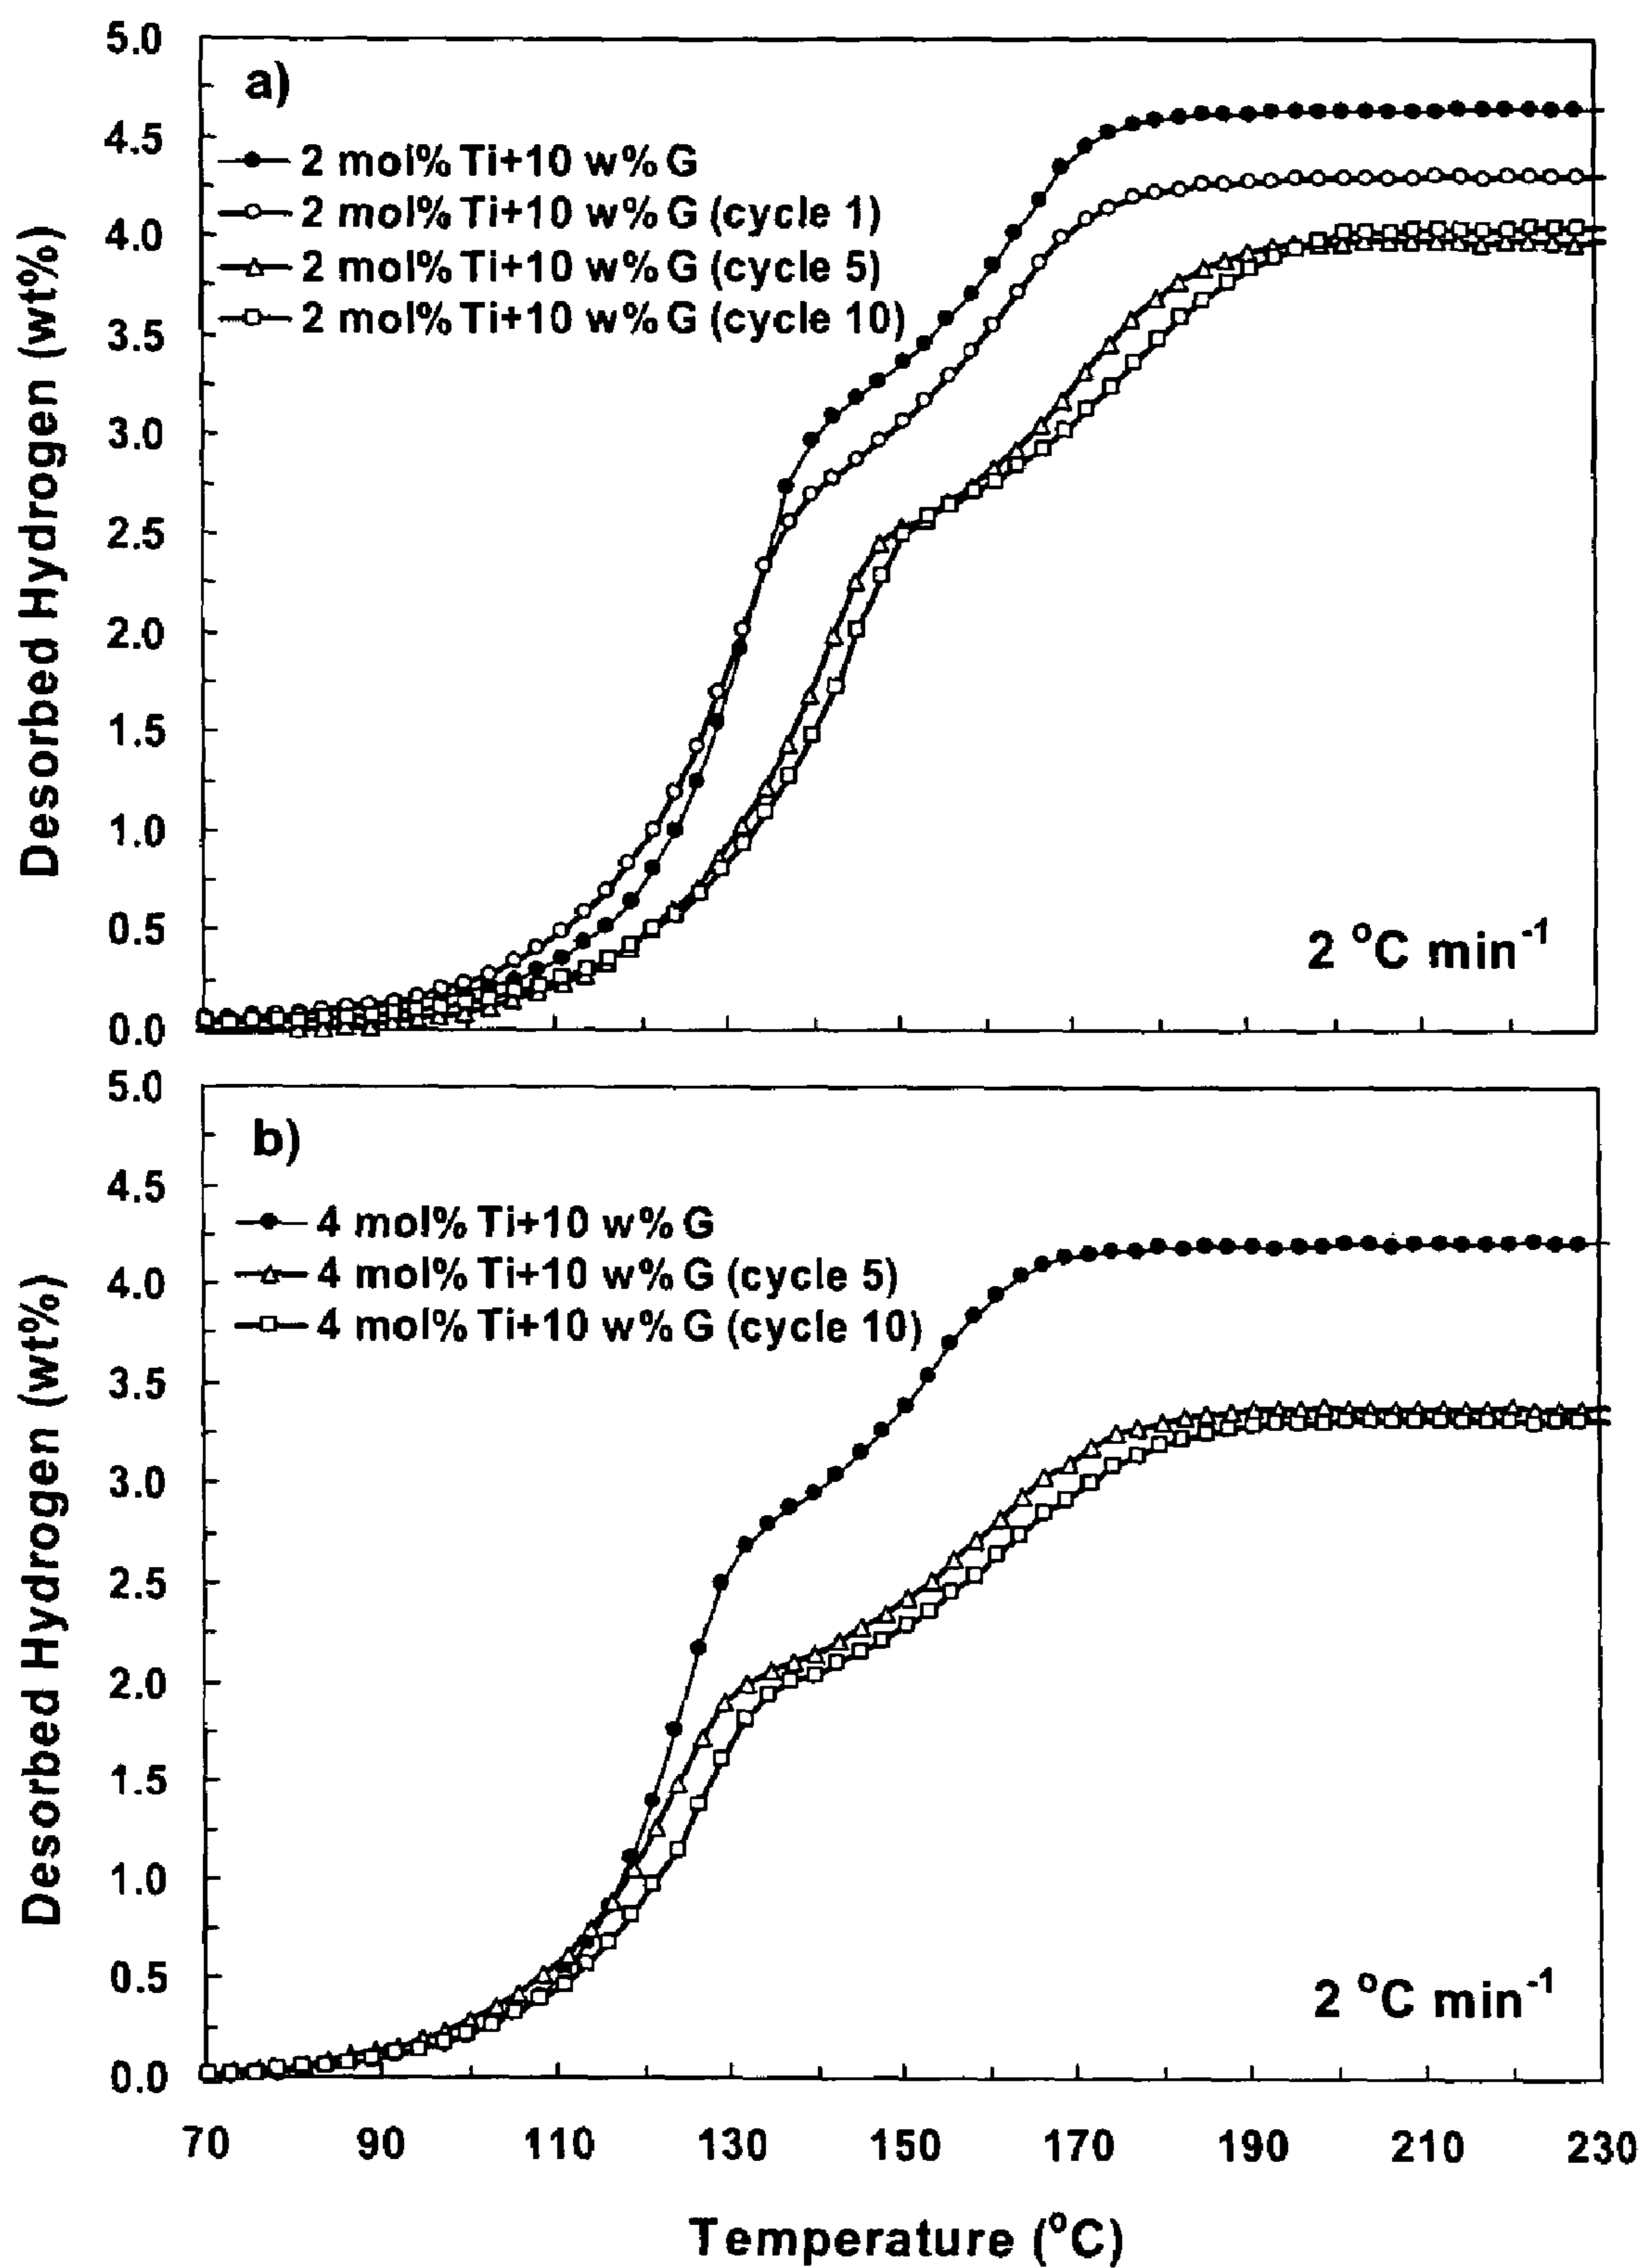 a)
5.0
4.5
4.0
3.5
3.0
2.5
2.0
1.5
1.0
0.5
0.0
Desorbed Hydrogen (wt%)
2 mol% Ti+10 w% G
2 mol% Ti+10 w% G (cycle 1)
2 mol% Ti+10 w% G (cycle 5)
2 mol% Ti+10 w% G (cycle 10)
2 °C min⁻¹
b)
5.0
4.5
4.0
3.5
3.0
2.5
2.0
1.5
1.0
0.5
0.0
Desorbed Hydrogen (wt%)
4 mol% Ti+10 w% G
4 mol% Ti+10 w% G (cycle 5)
4 mol% Ti+10 w% G (cycle 10)
2 °C min⁻¹
70 90 110 130 150 170 190 210 230
Temperature (°C)